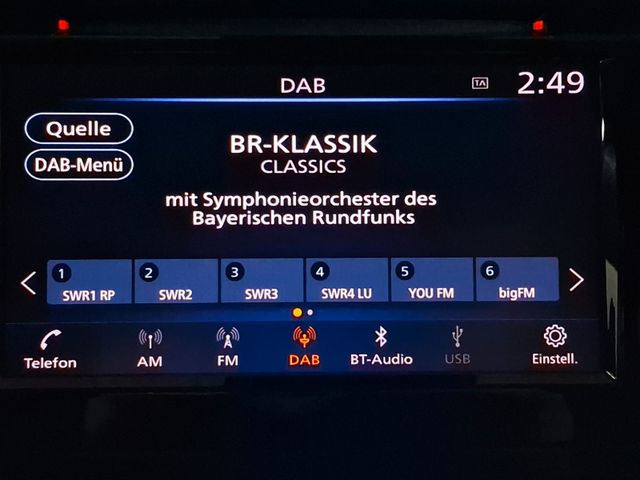 DAB
TA
2:49
Quelle
DAB-Menü
BR-KLASSIK
CLASSICS
mit Symphonieorchester des
Bayerischen Rundfunks
1 2 3 4 5 6
SWR1 RP SWR2 SWR3 SWR4 LU YOU FM bigFM
Telefon AM FM DAB BT-Audio USB Einstell.